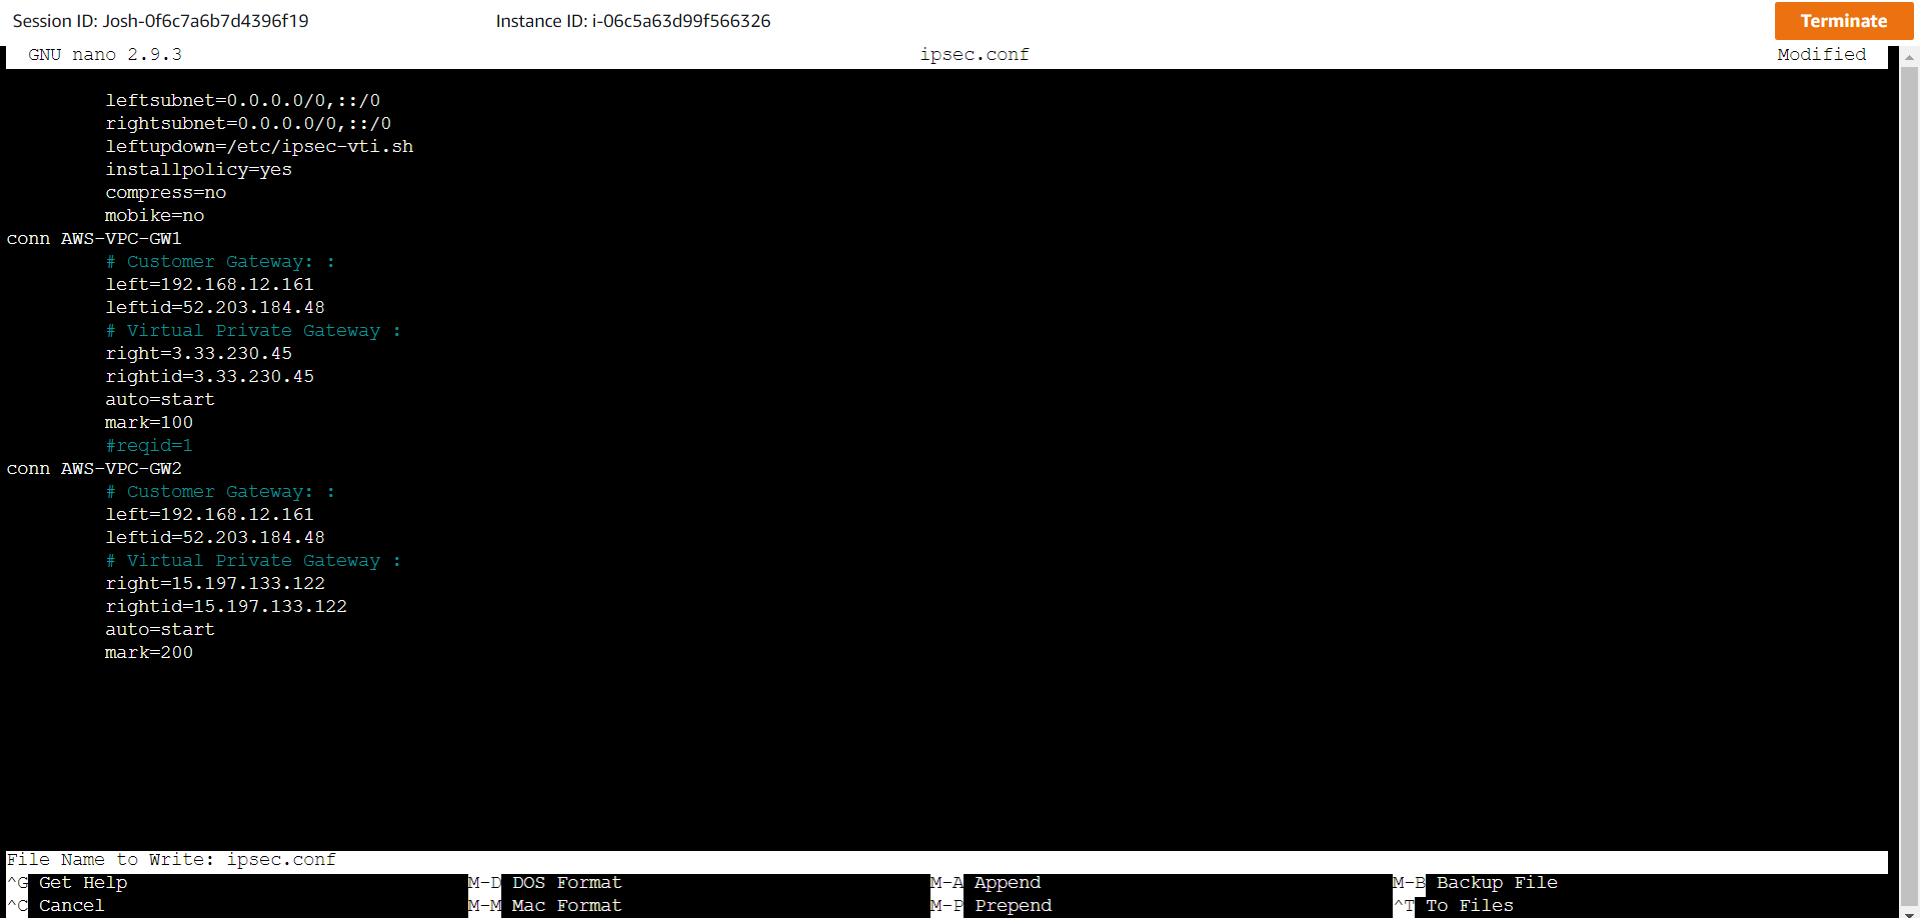 Session ID: Josh-0f6c7a6b7d4396f19 Instance ID: i-06c5a63d99f566326 Terminate
GNU nano 2.9.3 ipsec.conf Modified
leftsubnet=0.0.0.0/0,::/0
rightsubnet=0.0.0.0/0,::/0
leftupdown=/etc/ipsec-vti.sh
installpolicy=yes
compress=no
mobike=no
conn AWS-VPC-GW1
# Customer Gateway: :
left=192.168.12.161
leftid=52.203.184.48
# Virtual Private Gateway :
right=3.33.230.45
rightid=3.33.230.45
auto=start
mark=100
#reqid=1
conn AWS-VPC-GW2
# Customer Gateway: :
left=192.168.12.161
leftid=52.203.184.48
# Virtual Private Gateway :
right=15.197.133.122
rightid=15.197.133.122
auto=start
mark=200
File Name to Write: ipsec.conf
^G Get Help M-D DOS Format M-A Append M-B Backup File
^C Cancel M-M Mac Format M-P Prepend ^T To Files